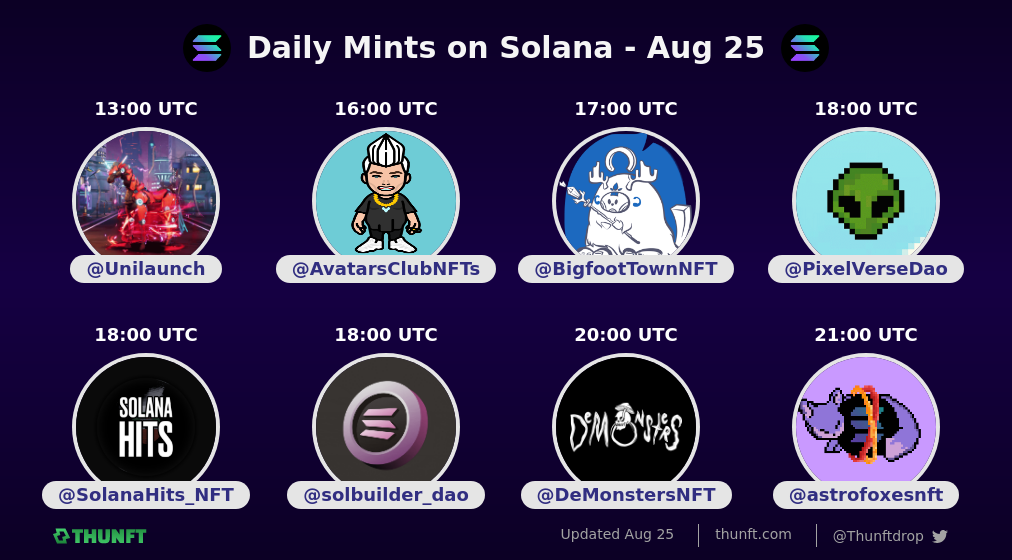 Daily Mints on Solana - Aug 25
13:00 UTC
@Unilaunch
16:00 UTC
@AvatarsClubNFTs
17:00 UTC
@BigfootTownNFT
18:00 UTC
@PixelVerseDao
18:00 UTC
SOLANA
HITS
@SolanaHits_NFT
18:00 UTC
@solbuilder_dao
20:00 UTC
DeMonsters
@DeMonstersNFT
21:00 UTC
@astrofoxesnft
THUNFT
Updated Aug 25
thunft.com
@Thunftdrop